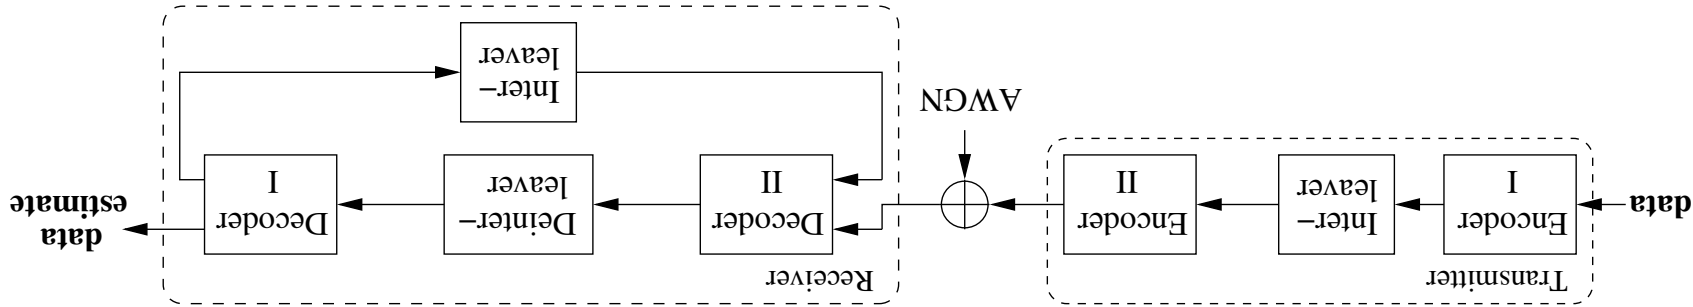 Transmitter
data
Encoder
I
Inter-
leaver
Encoder
II
AWGN
Receiver
Decoder
II
Deinter-
leaver
Decoder
I
Inter-
leaver
data
estimate